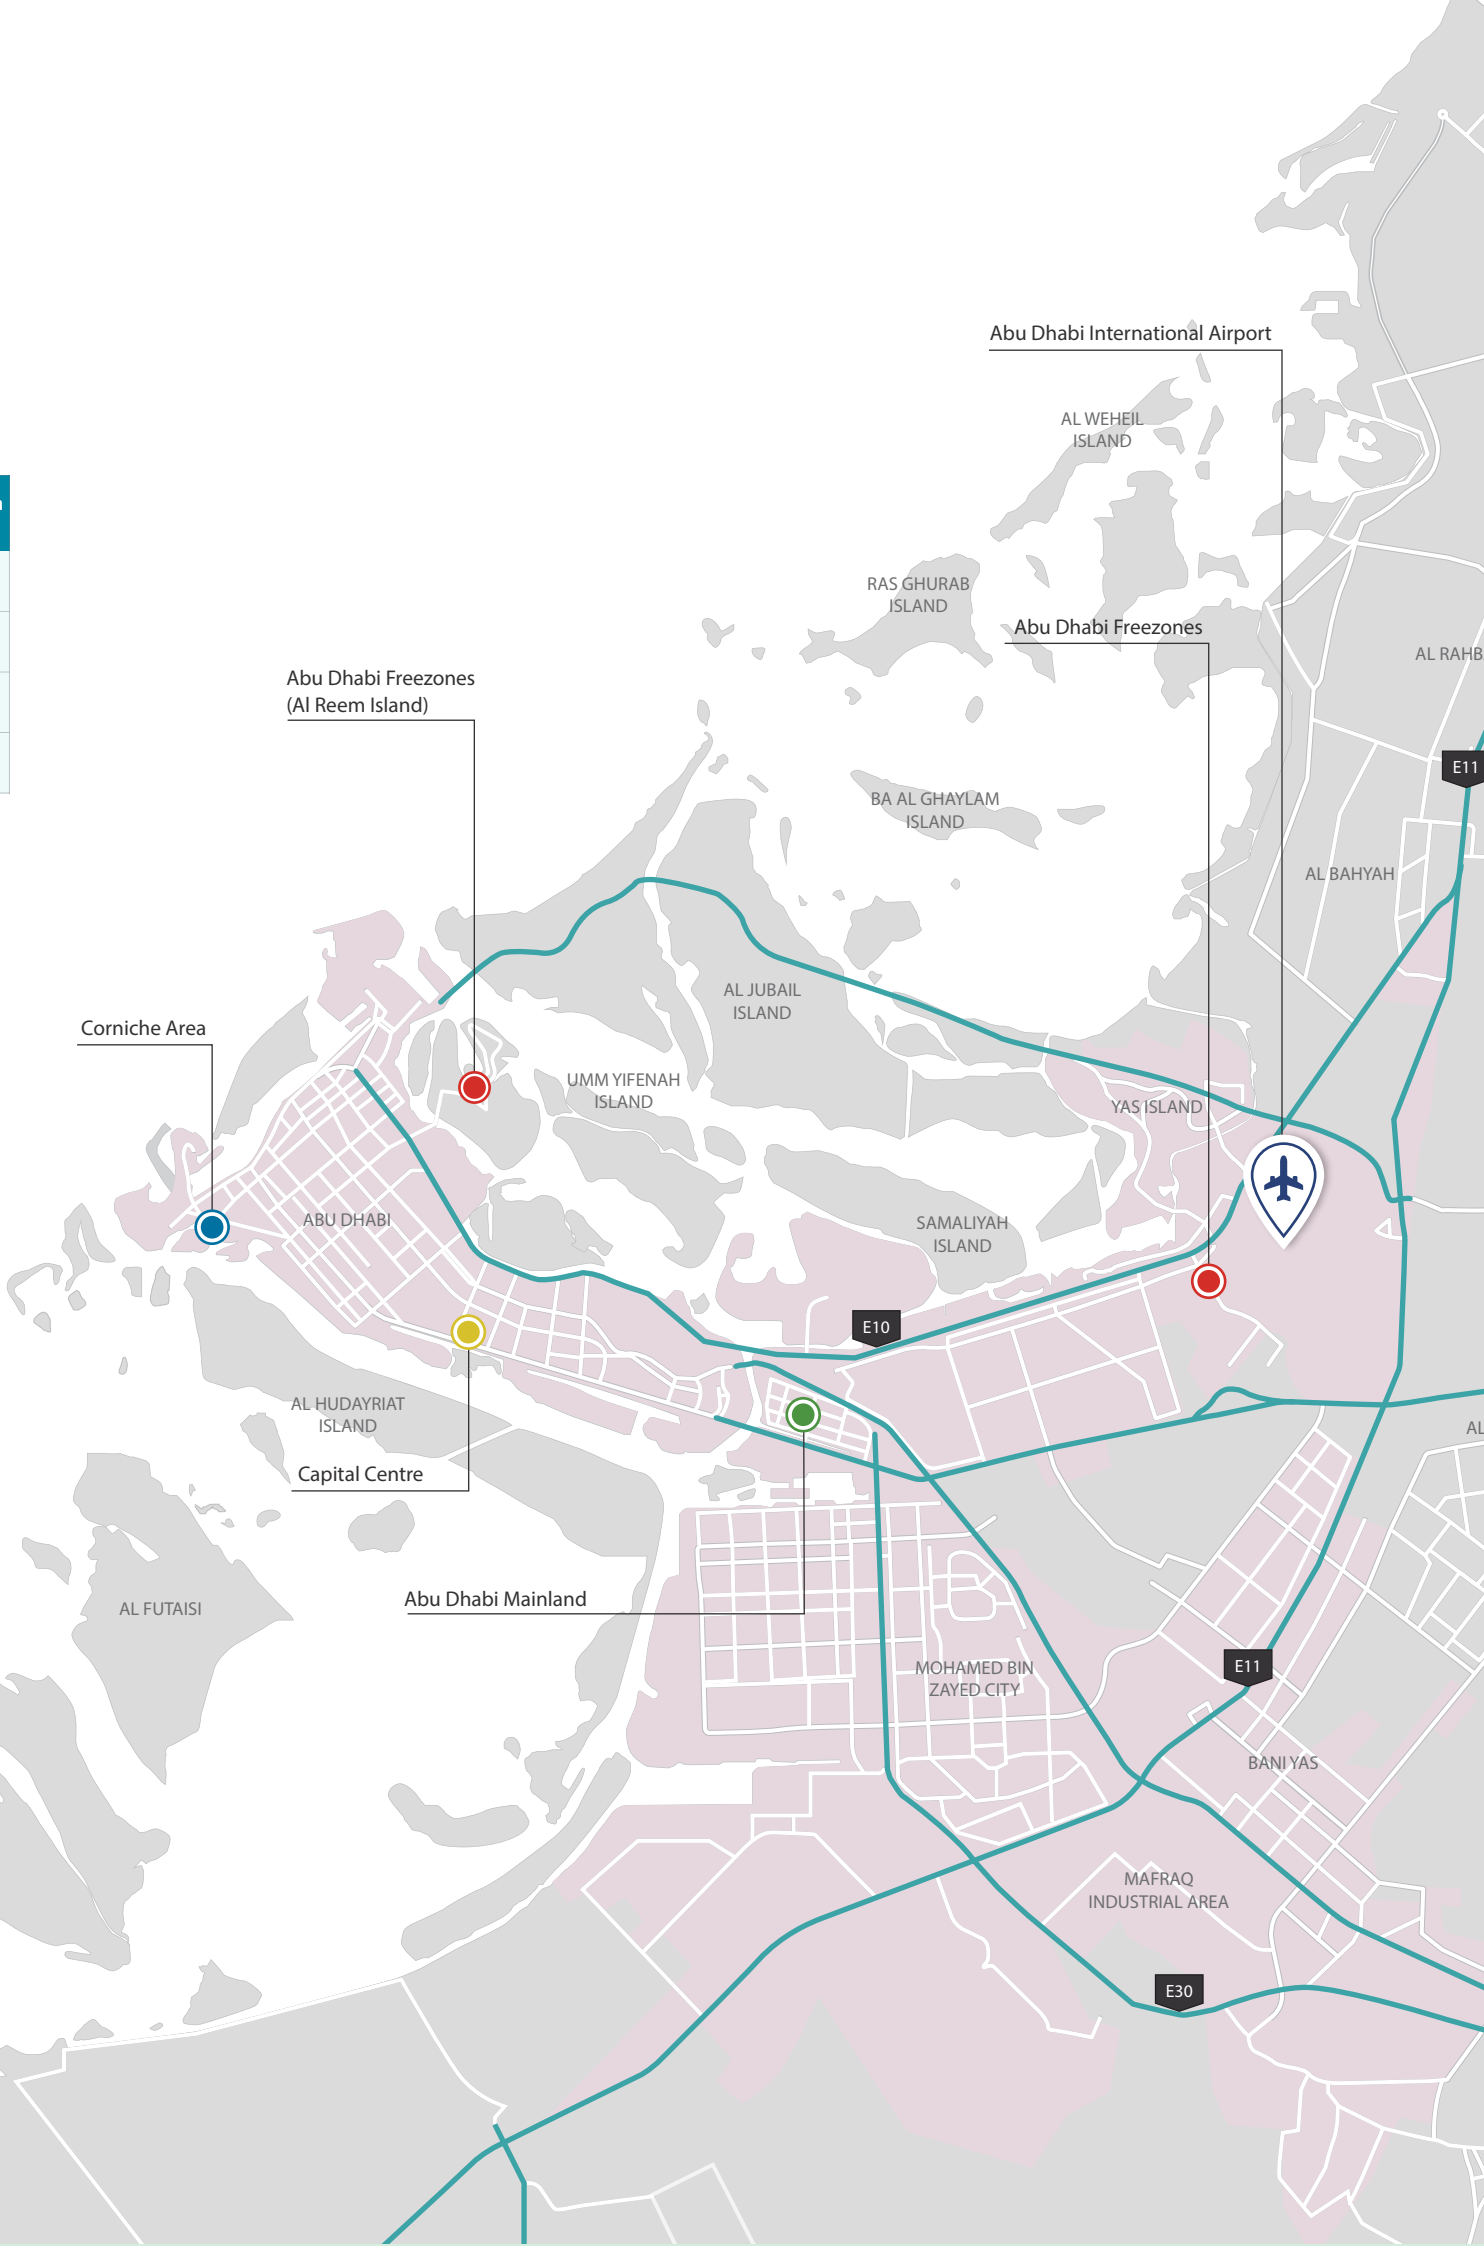 Abu Dhabi International Airport
AL WEHEIL
ISLAND
RAS GHURAB
ISLAND
Abu Dhabi Freezones
AL RAHB
Abu Dhabi Freezones
(Al Reem Island)
E11
BA AL GHAYLAM
ISLAND
AL BAHYAH
AL JUBAIL
ISLAND
Corniche Area
UMM YIFENAH
ISLAND
YAS ISLAND
ABU DHABI
SAMALIYAH
ISLAND
E10
AL HUDAYRIAT
ISLAND
AL
Capital Centre
Abu Dhabi Mainland
AL FUTAISI
MOHAMED BIN
ZAYED CITY
E11
BANI YAS
MAFRAQ
INDUSTRIAL AREA
E30